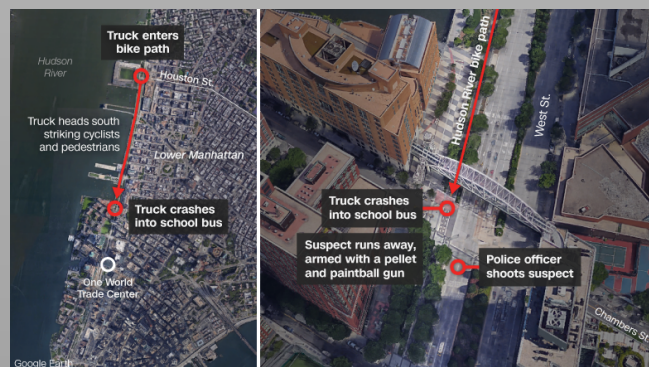 Truck enters
bike path
Hudson
River
Houston St.
Truck heads south
striking cyclists
and pedestrians
Lower Manhattan
Truck crashes
into school bus
One World
Trade Center
Google Earth
Hudson River bike path
West St.
Truck crashes
into school bus
Suspect runs away,
armed with a pellet
and paintball gun
Police officer
shoots suspect
Chambers St.